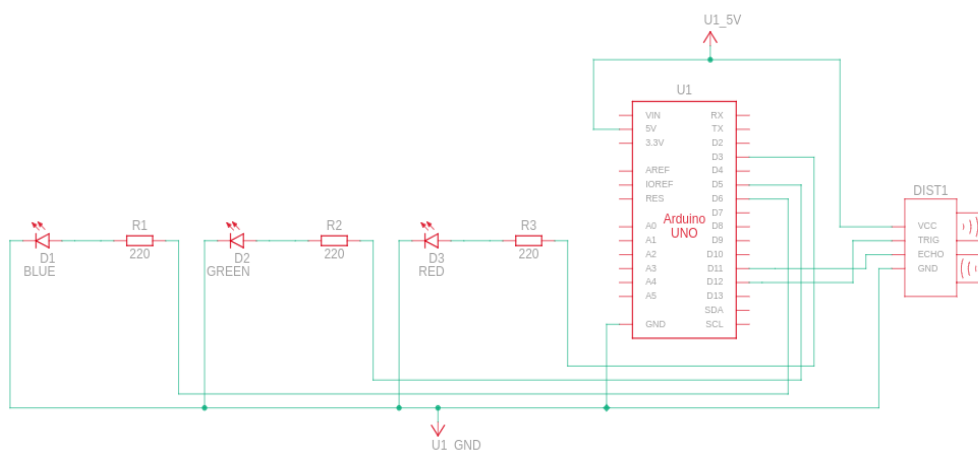 U1_5V
U1
VIN
5V
3.3V
AREF
IOREF
RES
A0
A1
A2
A3
A4
A5
GND
Arduino
UNO
RX
TX
D2
D3
D4
D5
D6
D7
D8
D9
D10
D11
D12
D13
SDA
SCL
DIST1
VCC
TRIG
ECHO
GND
D1
BLUE
R1
220
D2
GREEN
R2
220
D3
RED
R3
220
U1_GND